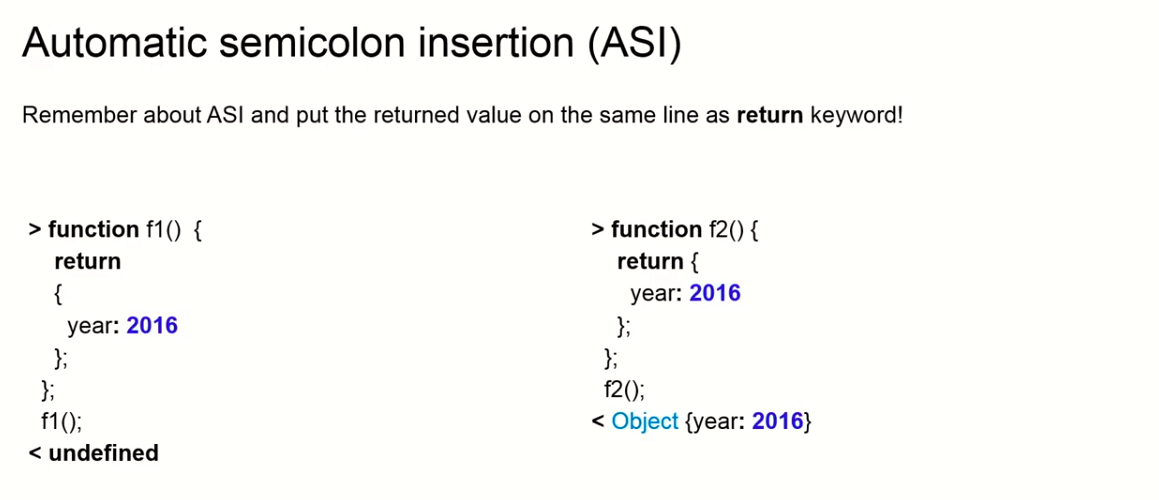 Automatic semicolon insertion (ASI)
Remember about ASI and put the returned value on the same line as return keyword!
> function f1() {
return
{
year: 2016
};
};
f1();
< undefined
> function f2() {
return {
year: 2016
};
};
f2();
< Object {year: 2016}